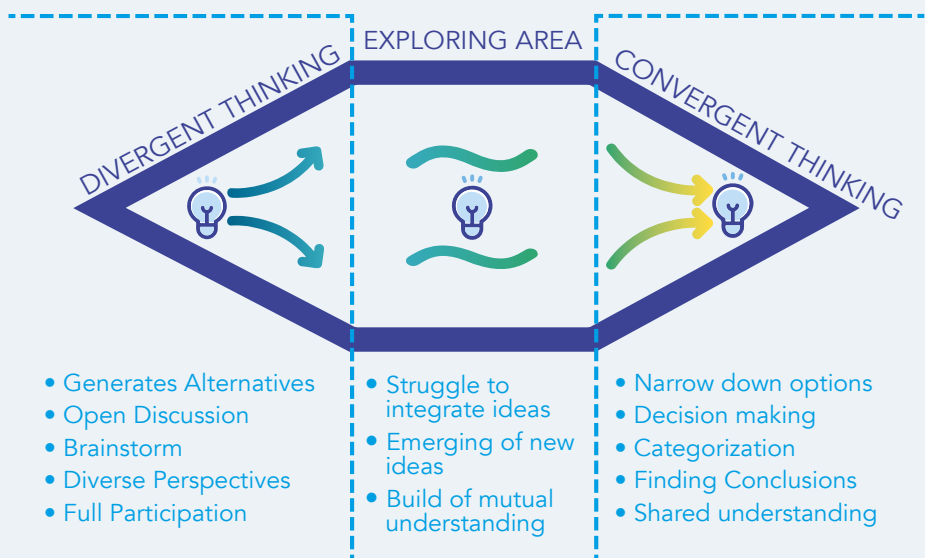 DIVERGENT THINKING
EXPLORING AREA
CONVERGENT THINKING
• Generates Alternatives
• Open Discussion
• Brainstorm
• Diverse Perspectives
• Full Participation
• Struggle to
integrate ideas
• Emerging of new
ideas
• Build of mutual
understanding
• Narrow down options
• Decision making
• Categorization
• Finding Conclusions
• Shared understanding